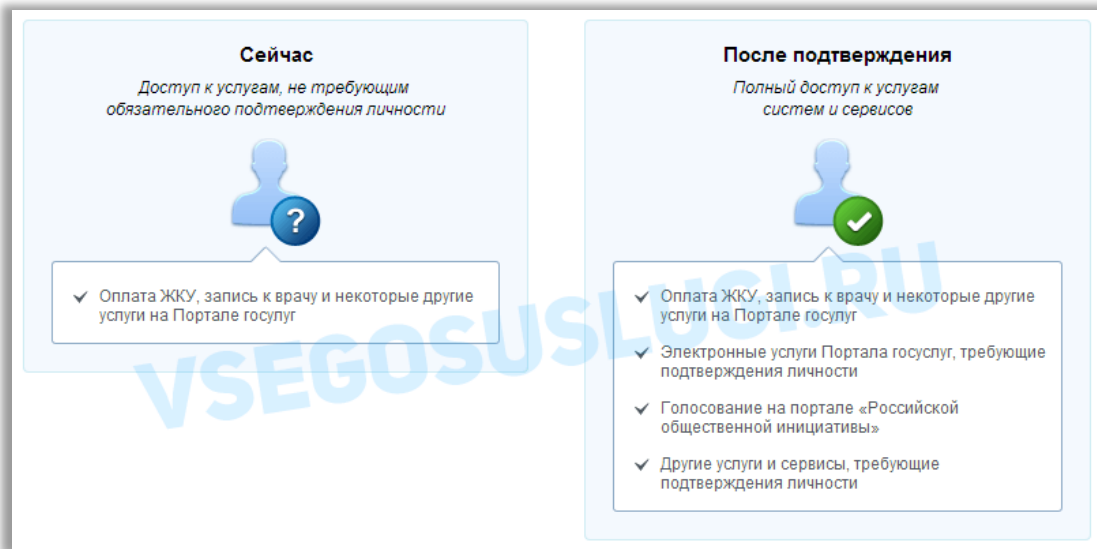 Сейчас
Доступ к услугам, не требующим
обязательного подтверждения личности
?
Оплата ЖКУ, запись к врачу и некоторые другие
услуги на Портале госулуг
После подтверждения
Полный доступ к услугам
систем и сервисов
Оплата ЖКУ, запись к врачу и некоторые другие
услуги на Портале госулуг
Электронные услуги Портала госуслуг, требующие
подтверждения личности
Голосование на портале «Российской
общественной инициативы»
Другие услуги и сервисы, требующие
подтверждения личности
VSEGOSUSLUGI.RU